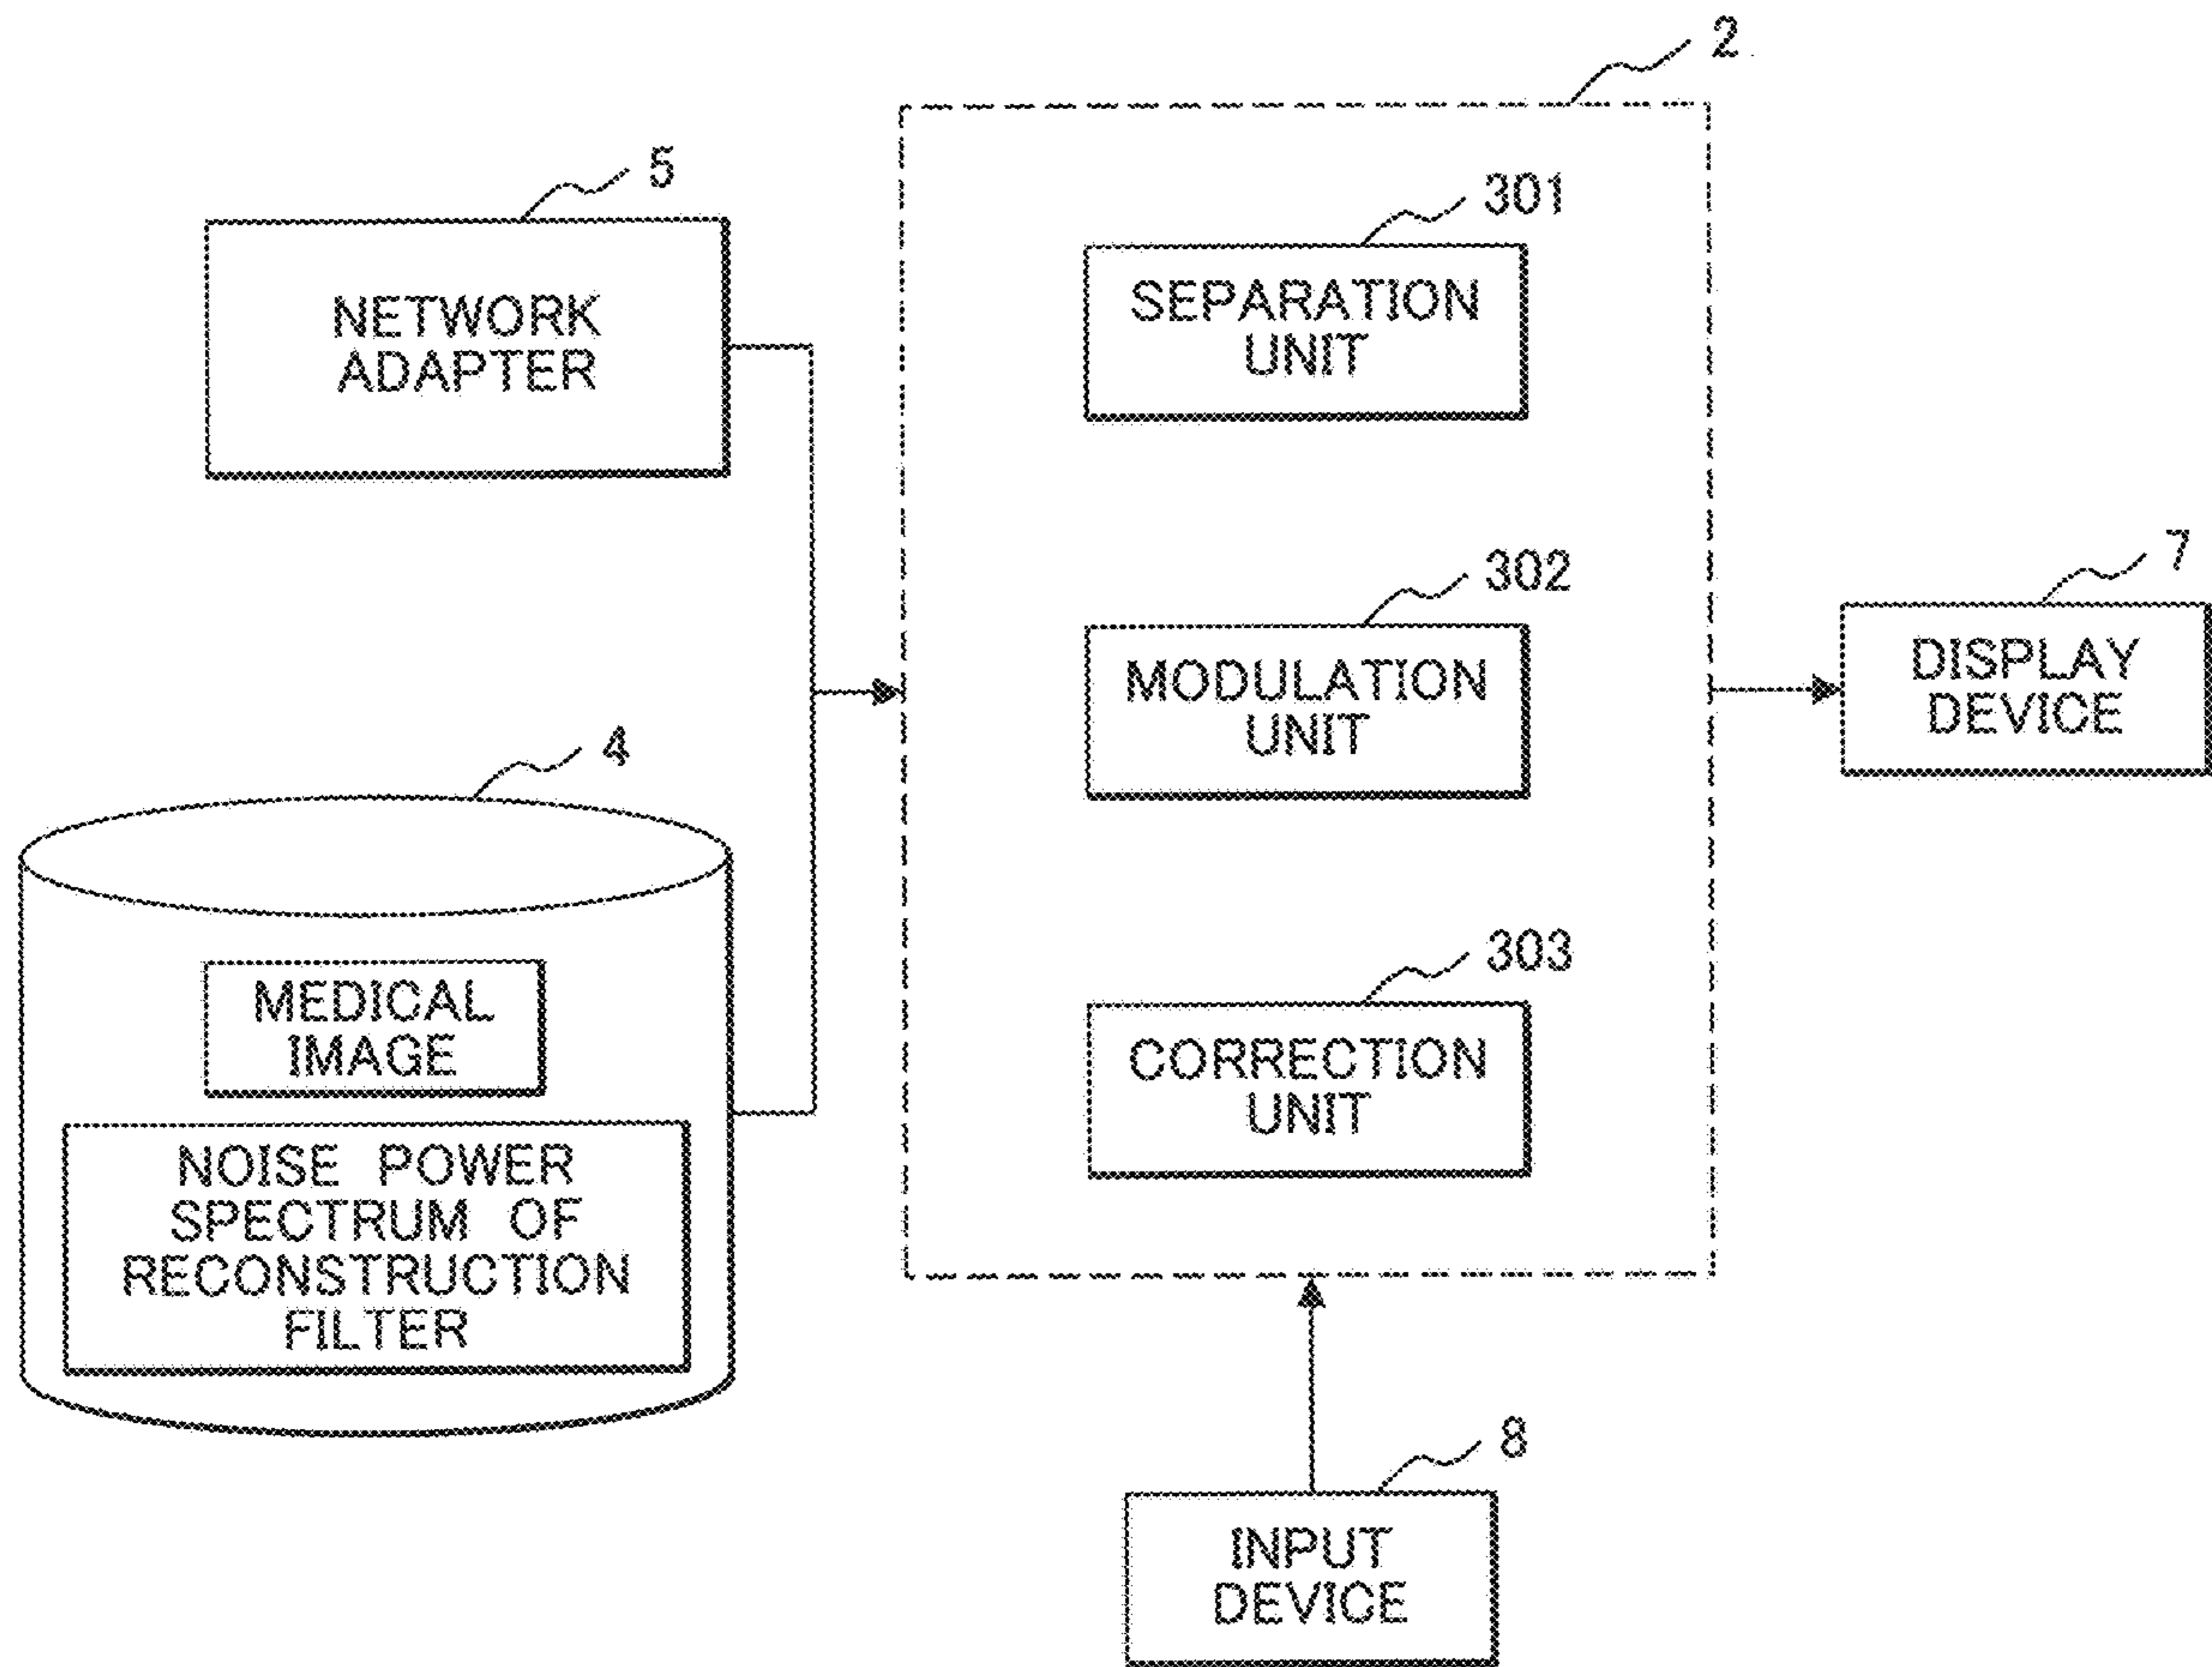 2
5
NETWORK
ADAPTER
301
SEPARATION
UNIT
302
MODULATION
UNIT
7
DISPLAY
DEVICE
4
MEDICAL
IMAGE
NOISE POWER
SPECTRUM OF
RECONSTRUCTION
FILTER
303
CORRECTION
UNIT
8
INPUT
DEVICE